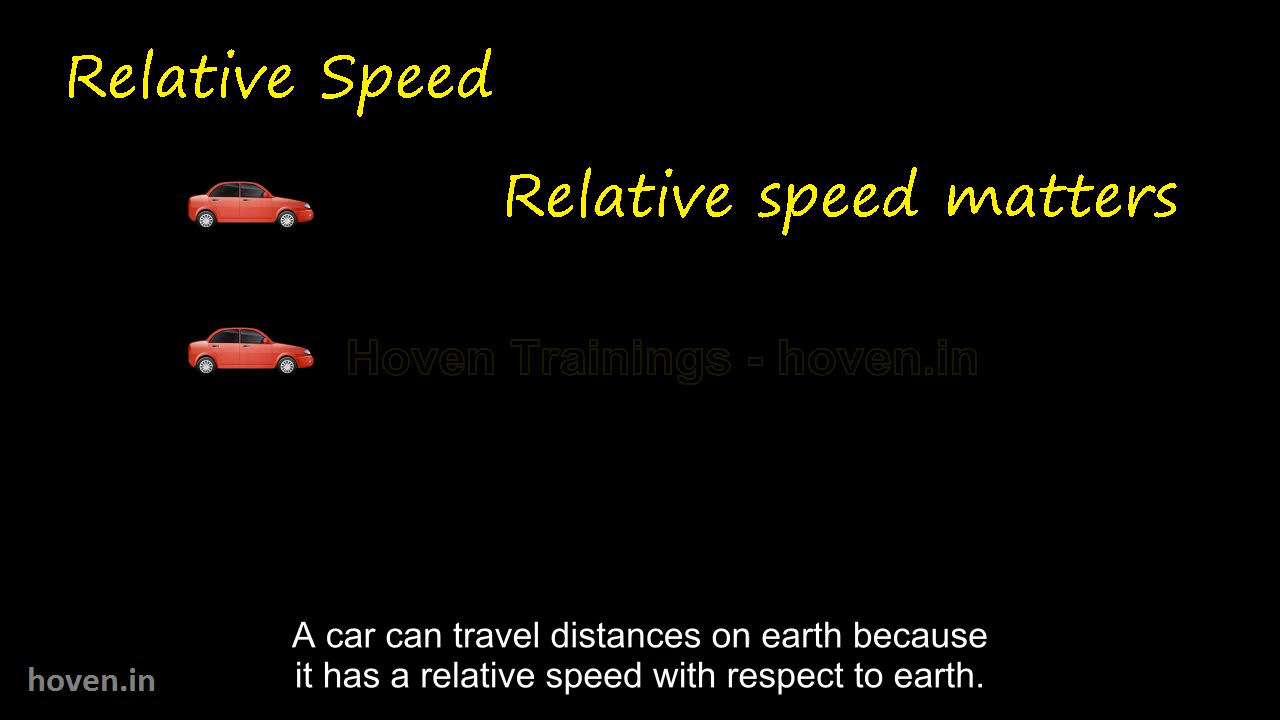 Relative Speed
Relative speed matters
Hoven Trainings - hoven.in
A car can travel distances on earth because
it has a relative speed with respect to earth.
hoven.in